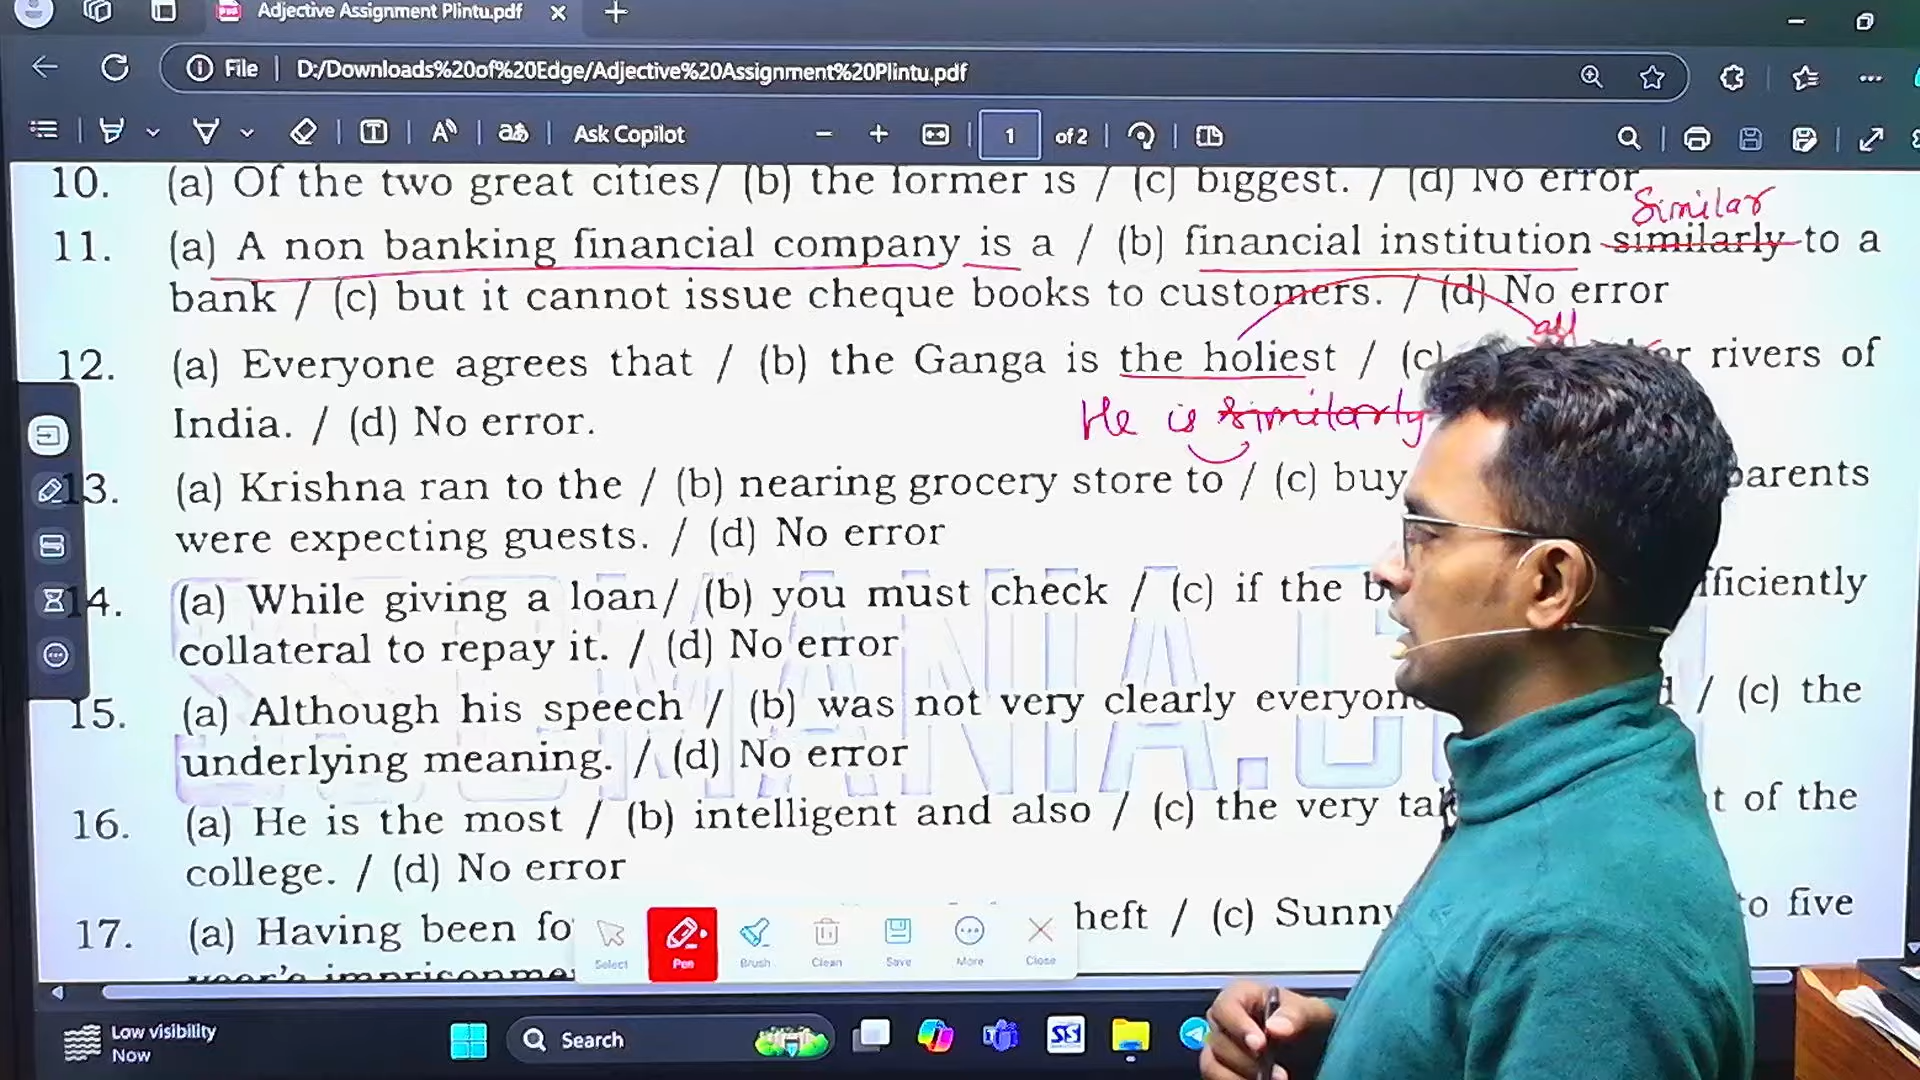 Adjective Assignment Plintu.pdf
File D:/Downloads%20of%20Edge/Adjective%20Assignment%20Plintu.pdf
Ask Copilot 1 of 2
10. (a) Of the two great cities/ (b) the former is / (c) biggest. / (d) No error
Similar
11. (a) A non banking financial company is a / (b) financial institution similarly to a
bank / (c) but it cannot issue cheque books to customers. / (d) No error
all
12. (a) Everyone agrees that / (b) the Ganga is the holiest / (c) rivers of
India. / (d) No error.
He is similarly
13. (a) Krishna ran to the / (b) nearing grocery store to / (c) buy parents
were expecting guests. / (d) No error
14. (a) While giving a loan/ (b) you must check / (c) if the
collateral to repay it. / (d) No error
15. (a) Although his speech / (b) was not very clearly / (c) the
underlying meaning. / (d) No error
16. (a) He is the most / (b) intelligent and also / (c) the very of the
college. / (d) No error
17. (a) Having been / (c) Sunny five
Select Pen Brush Clean Save More Close
Low visibility
Now
Search